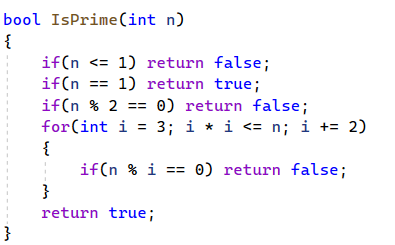 bool IsPrime(int n)
{
    if(n <= 1) return false;
    if(n == 1) return true;
    if(n % 2 == 0) return false;
    for(int i = 3; i * i <= n; i += 2)
    {
        if(n % i == 0) return false;
    }
    return true;
}